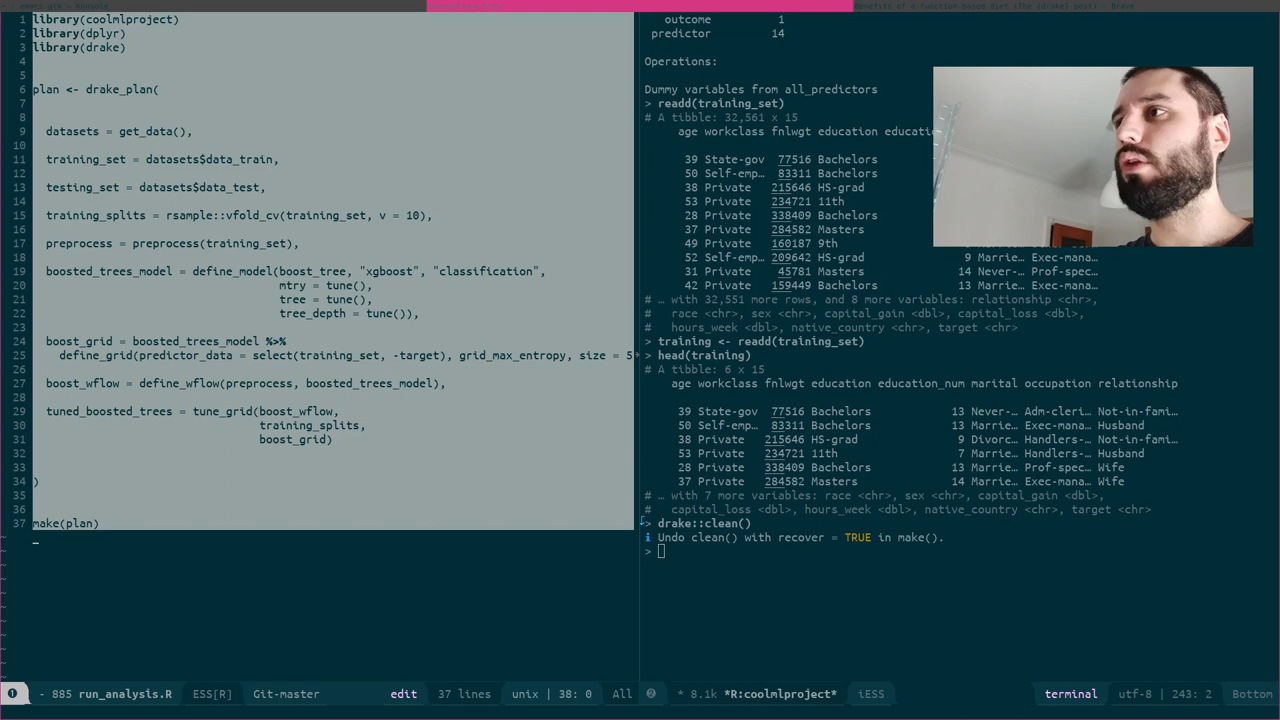 Benefits of a function-based diet (The {drake} post) - Brave
1 library(coolmlproject)
2 library(dplyr)
3 library(drake)
4
5
6 plan <- drake_plan(
7
8
9 datasets = get_data(),
10
11 training_set = datasets$data_train,
12
13 testing_set = datasets$data_test,
14
15 training_splits = rsample::vfold_cv(training_set, v = 10),
16
17 preprocess = preprocess(training_set),
18
19 boosted_trees_model = define_model(boost_tree, "xgboost", "classification",
20 mtry = tune(),
21 tree = tune(),
22 tree_depth = tune()),
23
24 boost_grid = boosted_trees_model %>%
25 define_grid(predictor_data = select(training_set, -target), grid_max_entropy, size = 5
26
27 boost_wflow = define_wflow(preprocess, boosted_trees_model),
28
29 tuned_boosted_trees = tune_grid(boost_wflow,
30 training_splits,
31 boost_grid)
32
33
34 )
35
36
37 make(plan)
~
~
~
~
~
~
~
~
~
~
outcome 1
predictor 14
Operations:
Dummy variables from all_predictors
> readd(training_set)
# A tibble: 32,561 x 15
age workclass fnlwgt education educatio
39 State-gov 77516 Bachelors
50 Self-emp… 83311 Bachelors
38 Private 215646 HS-grad
53 Private 234721 11th
28 Private 338409 Bachelors
37 Private 284582 Masters
49 Private 160187 9th
52 Self-emp… 209642 HS-grad 9 Marrie… Exec-mana…
31 Private 45781 Masters 14 Never-… Prof-spec…
42 Private 159449 Bachelors 13 Marrie… Exec-mana…
# … with 32,551 more rows, and 8 more variables: relationship <chr>,
# race <chr>, sex <chr>, capital_gain <dbl>, capital_loss <dbl>,
# hours_week <dbl>, native_country <chr>, target <chr>
> training <- readd(training_set)
> head(training)
# A tibble: 6 x 15
age workclass fnlwgt education education_num marital occupation relationship
39 State-gov 77516 Bachelors 13 Never-… Adm-cleri… Not-in-fami…
50 Self-emp… 83311 Bachelors 13 Marrie… Exec-mana… Husband
38 Private 215646 HS-grad 9 Divorc… Handlers-… Not-in-fami…
53 Private 234721 11th 7 Marrie… Handlers-… Husband
28 Private 338409 Bachelors 13 Marrie… Prof-spec… Wife
37 Private 284582 Masters 14 Marrie… Exec-mana… Wife
# … with 7 more variables: race <chr>, sex <chr>, capital_gain <dbl>,
# capital_loss <dbl>, hours_week <dbl>, native_country <chr>, target <chr>
> drake::clean()
ℹ Undo clean() with recover = TRUE in make().
>
1 - 885 run_analysis.R ESS[R] Git-master edit 37 lines unix | 38: 0 All
2 * 8.1k *R:coolmlproject* iESS terminal utf-8 | 243: 2 Bottom